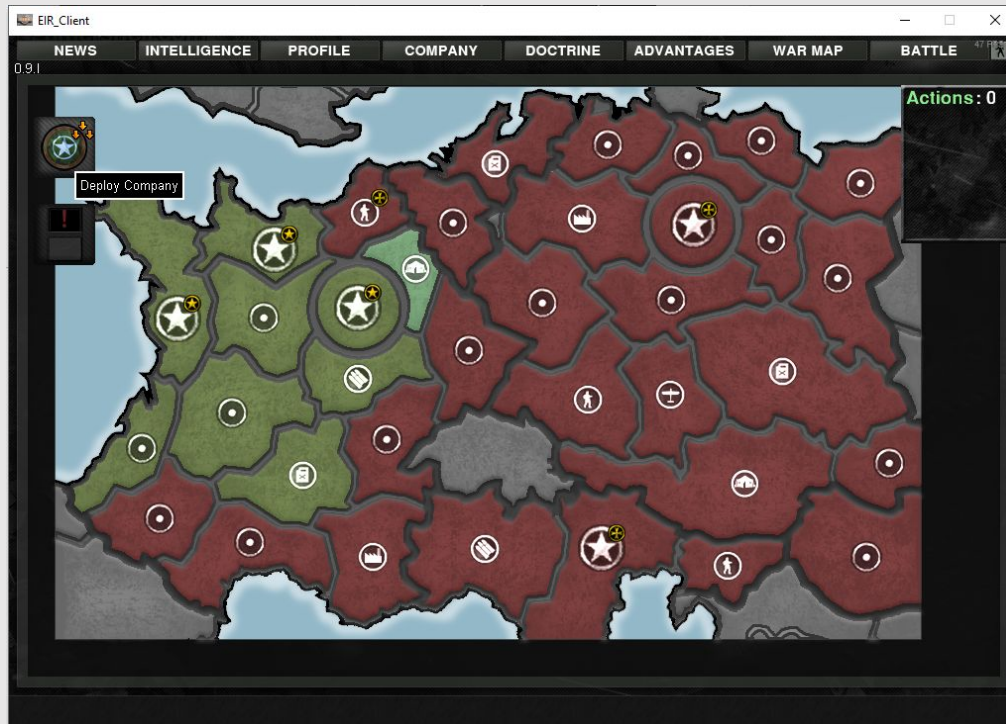 EIR_Client
NEWS INTELLIGENCE PROFILE COMPANY DOCTRINE ADVANTAGES WAR MAP BATTLE
0.9.1
Actions: 0
Deploy Company
!